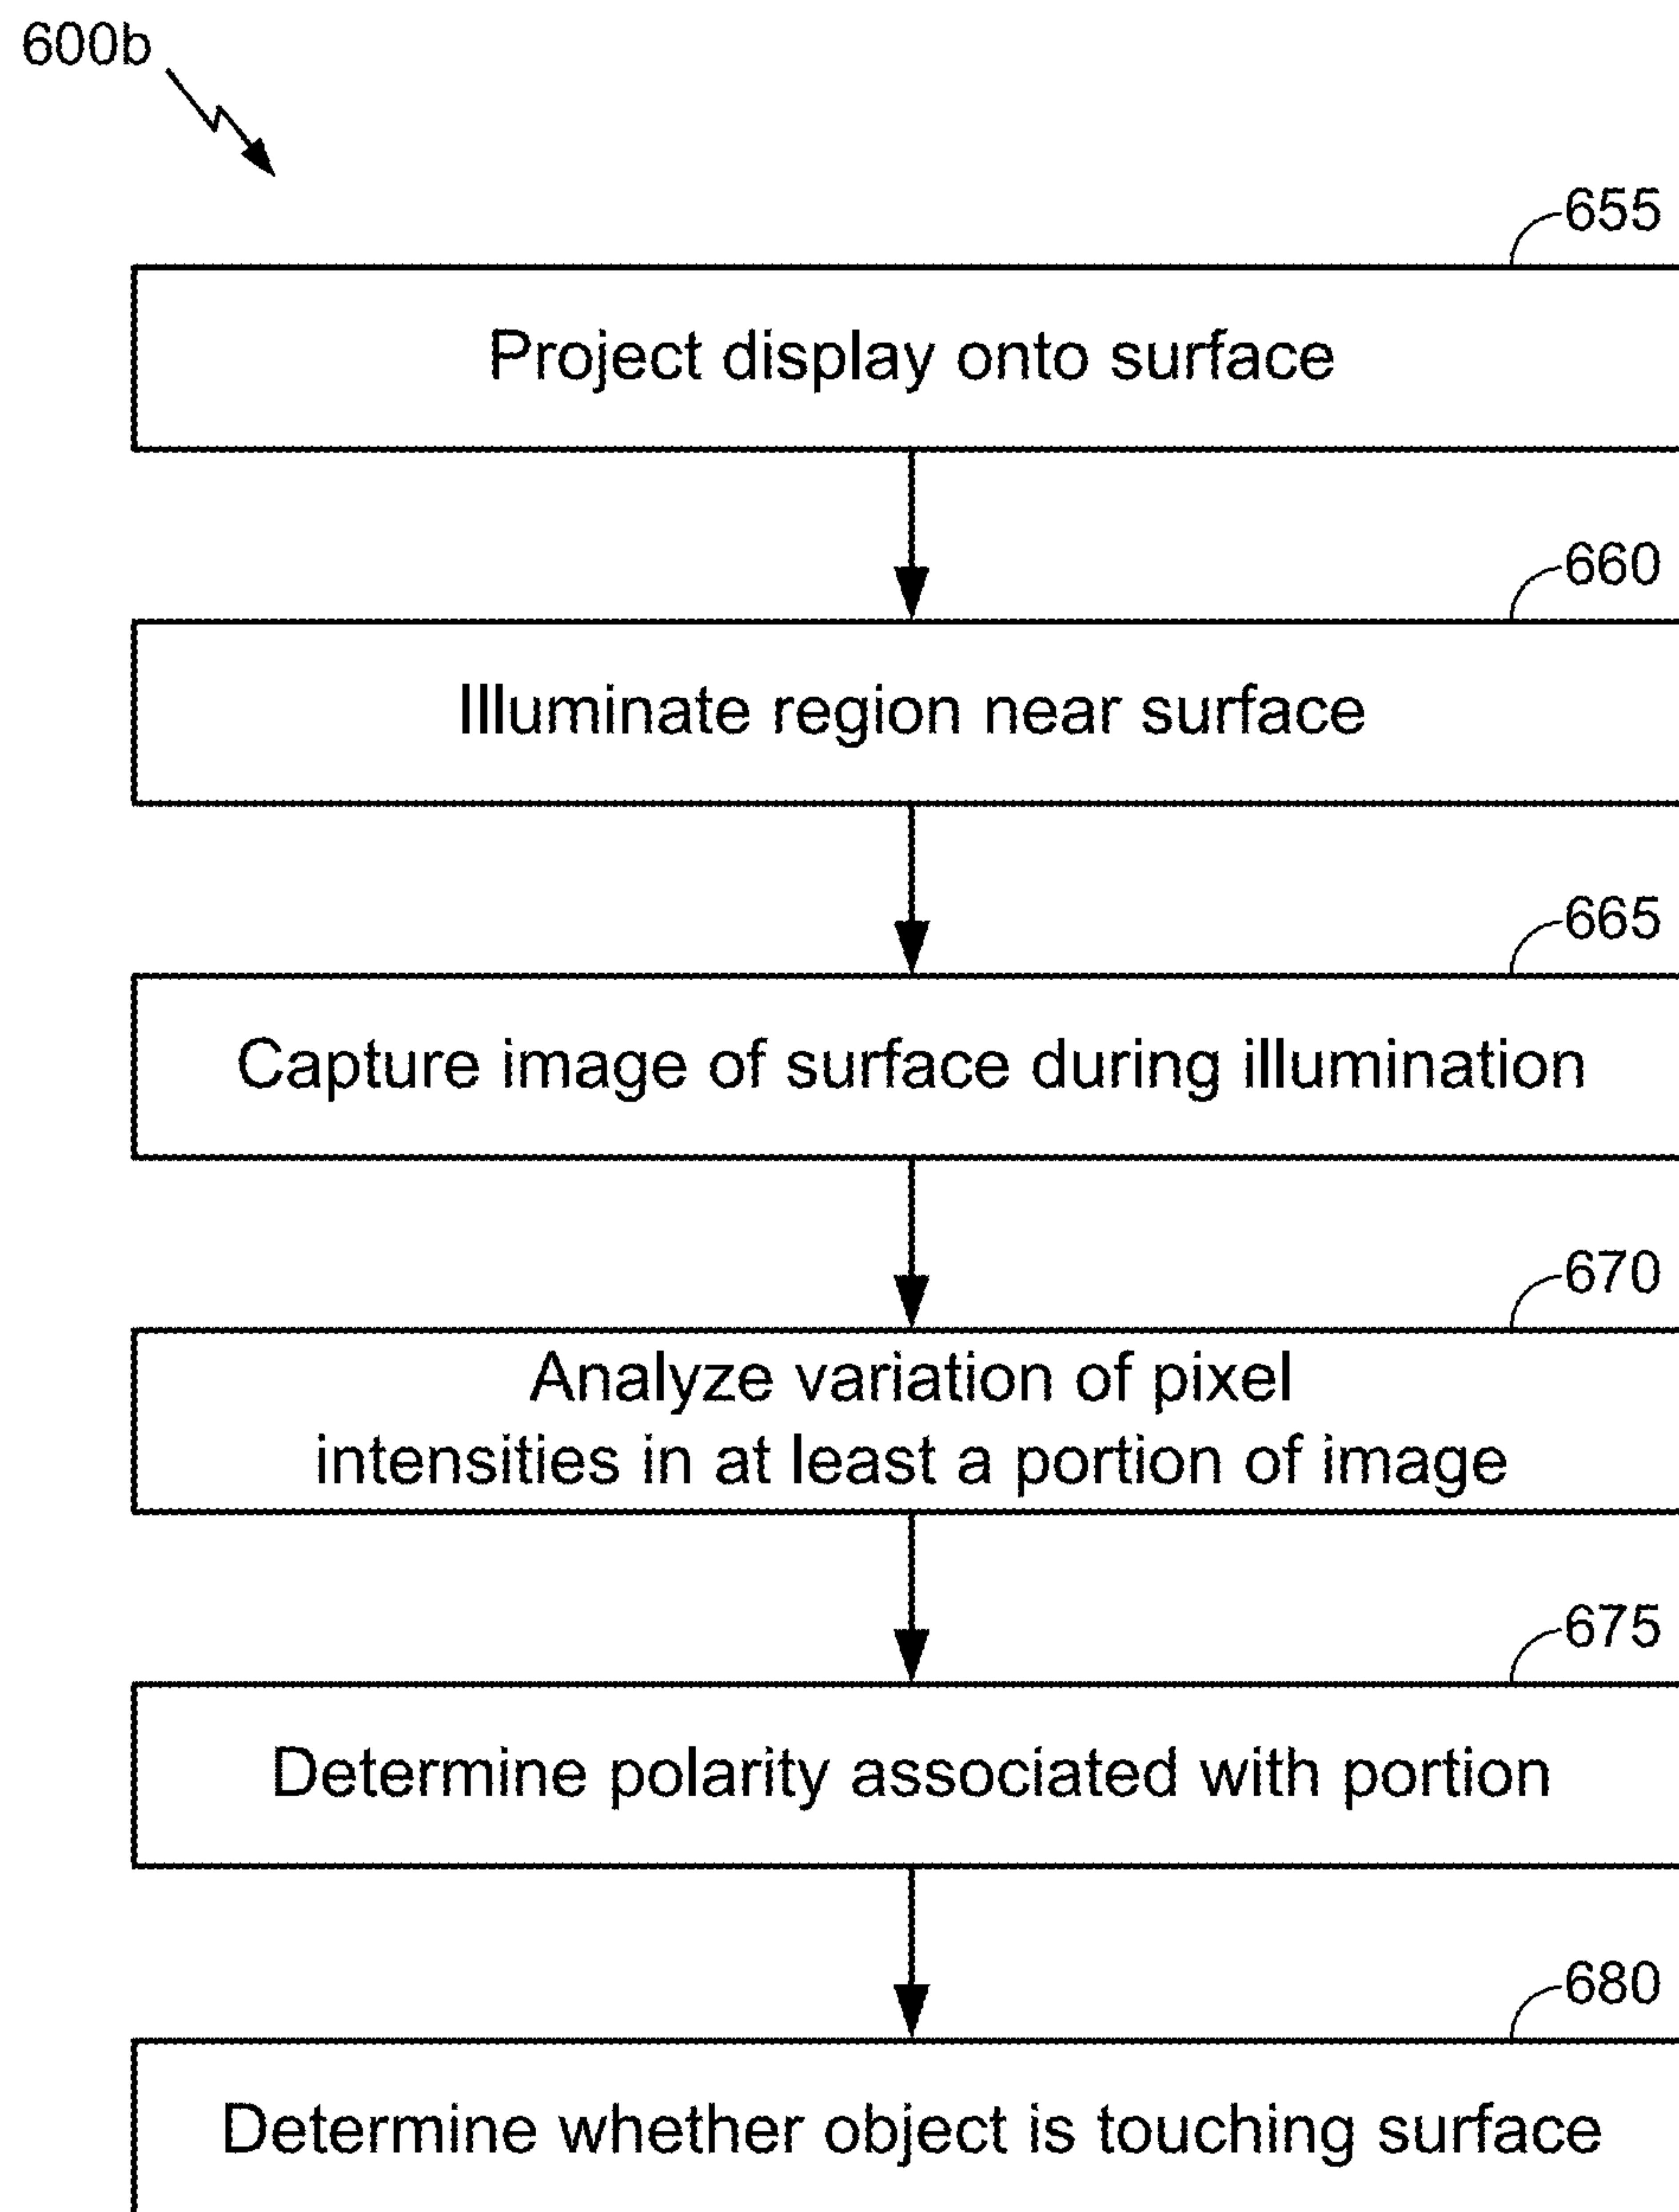 600b
655
Project display onto surface
660
Illuminate region near surface
665
Capture image of surface during illumination
670
Analyze variation of pixel
intensities in at least a portion of image
675
Determine polarity associated with portion
680
Determine whether object is touching surface